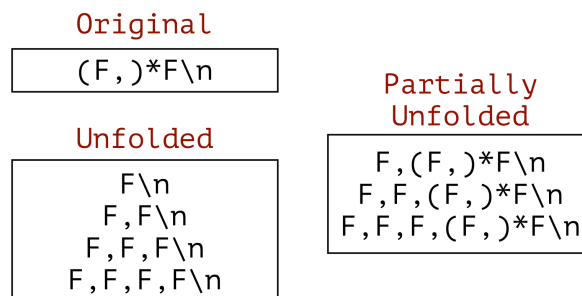 Original
(F,)*F\n
Unfolded
F\n
F,F\n
F,F,F\n
F,F,F,F\n
Partially
Unfolded
F,(F,)*F\n
F,F,(F,)*F\n
F,F,F,(F,)*F\n